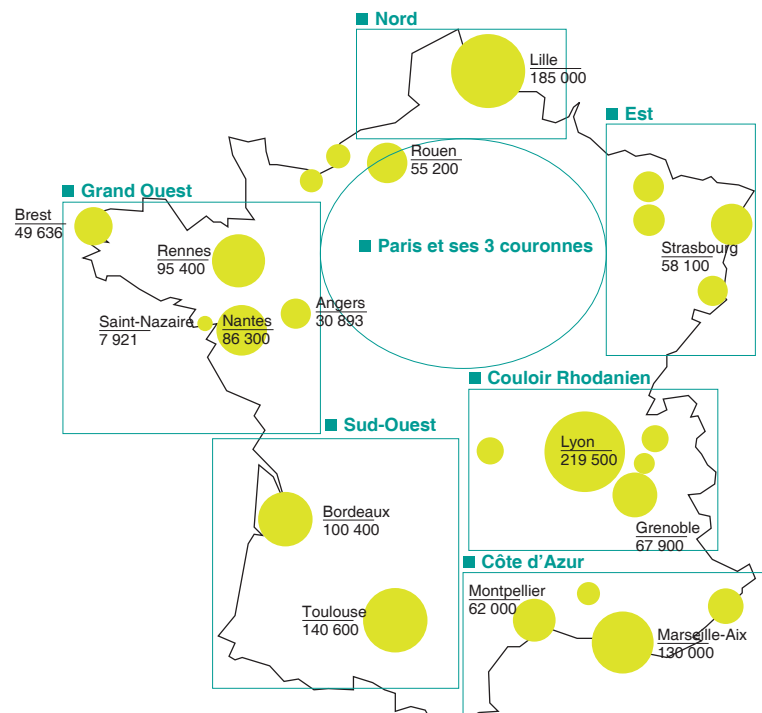 Nord
Lille
185 000
Est
Rouen
55 200
Grand Ouest
Brest
49 636
Rennes
95 400
Paris et ses 3 couronnes
Strasbourg
58 100
Saint-Nazaire
7 921
Nantes
86 300
Angers
30 893
Couloir Rhodanien
Sud-Ouest
Lyon
219 500
Bordeaux
100 400
Grenoble
67 900
Côte d'Azur
Montpellier
62 000
Toulouse
140 600
Marseille-Aix
130 000